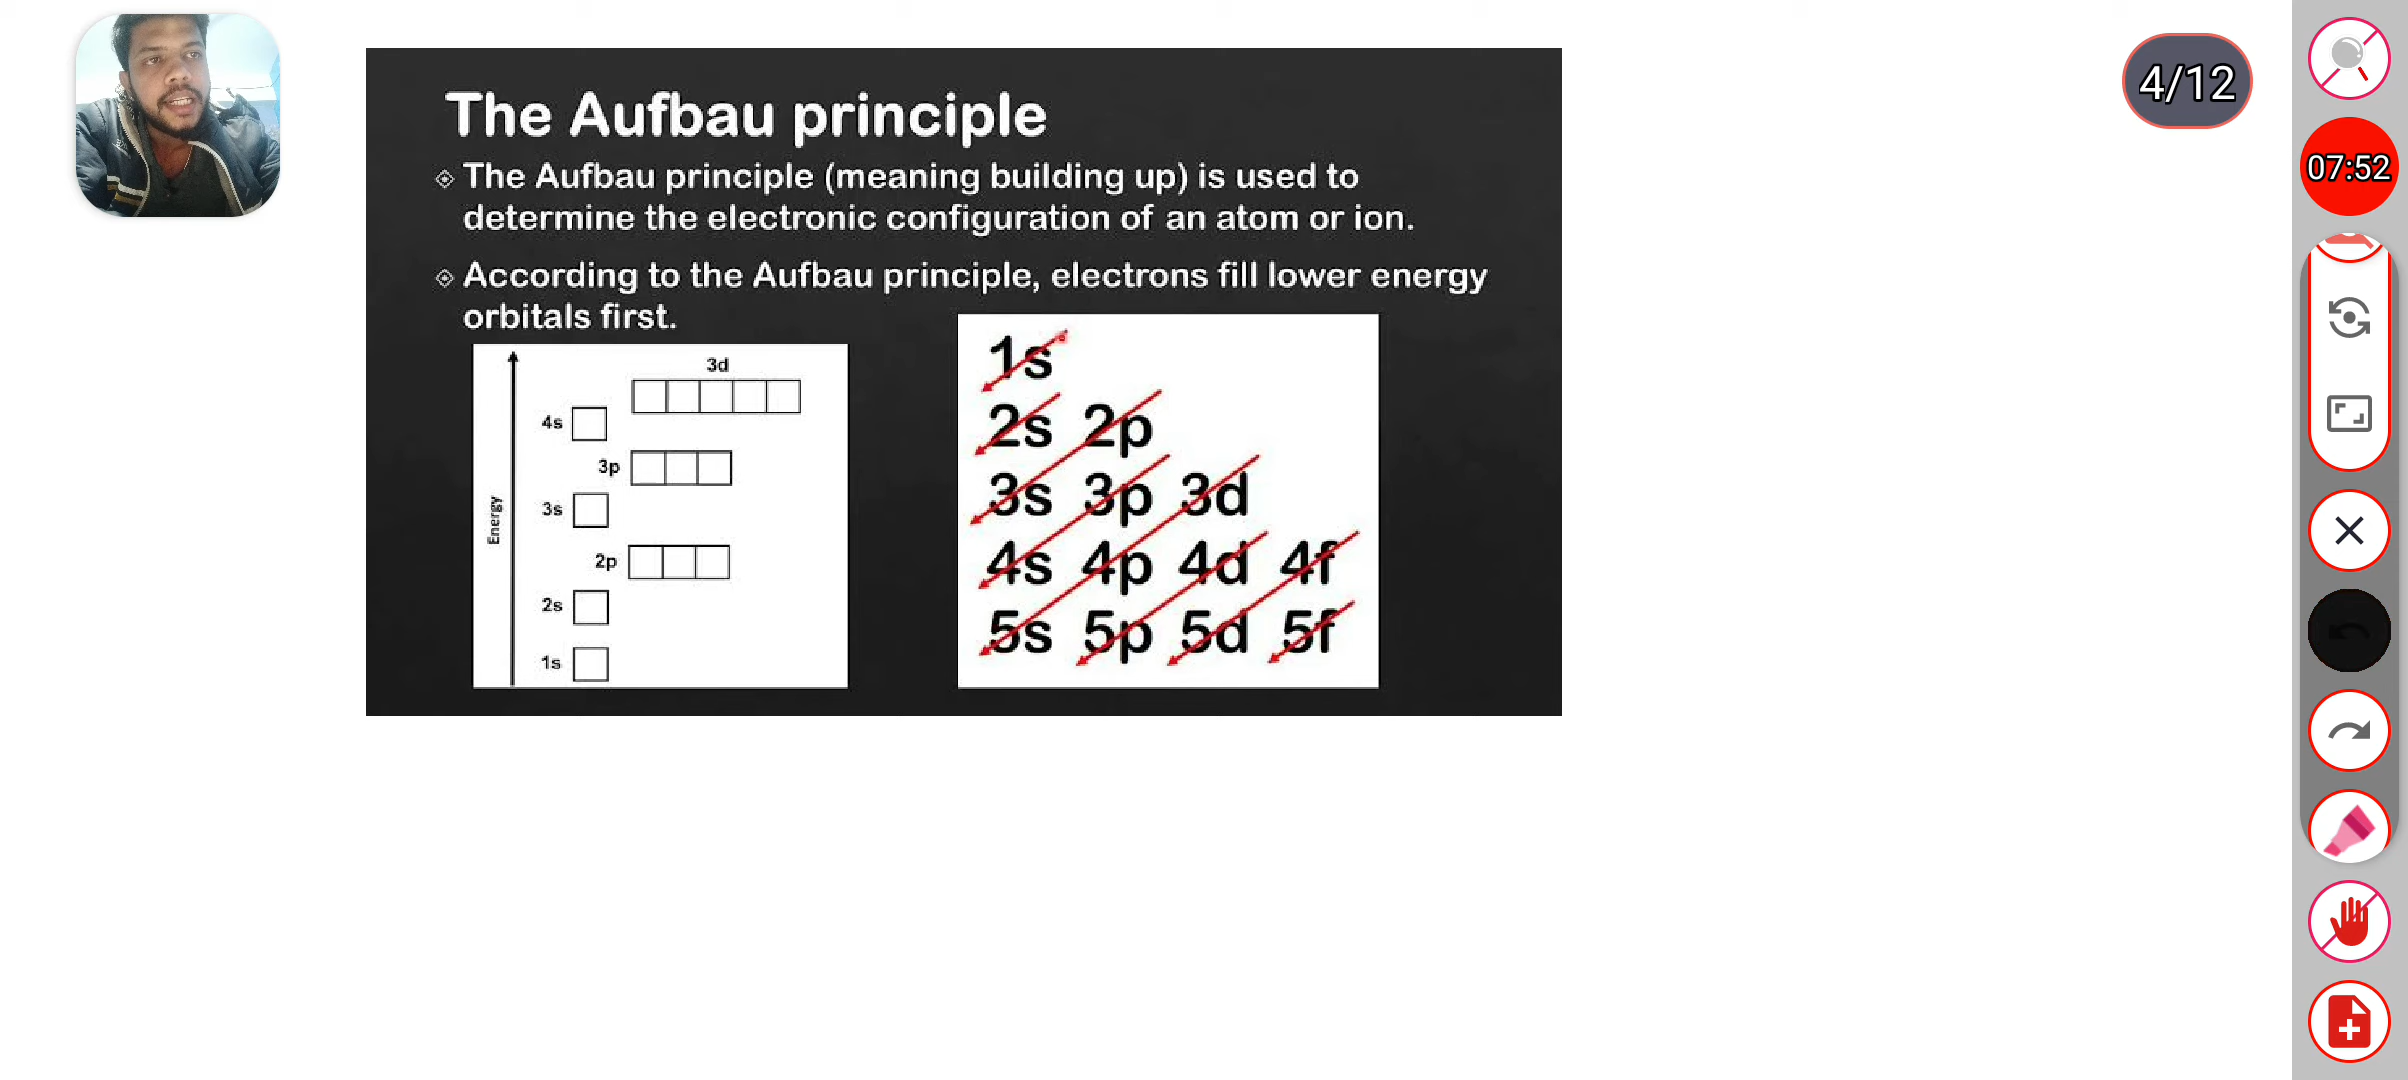 The Aufbau principle
The Aufbau principle (meaning building up) is used to
determine the electronic configuration of an atom or ion.
According to the Aufbau principle, electrons fill lower energy
orbitals first.
Energy
3d
4s
3p
3s
2p
2s
1s
1s
2s 2p
3s 3p 3d
4s 4p 4d 4f
5s 5p 5d 5f
4/12
07:52